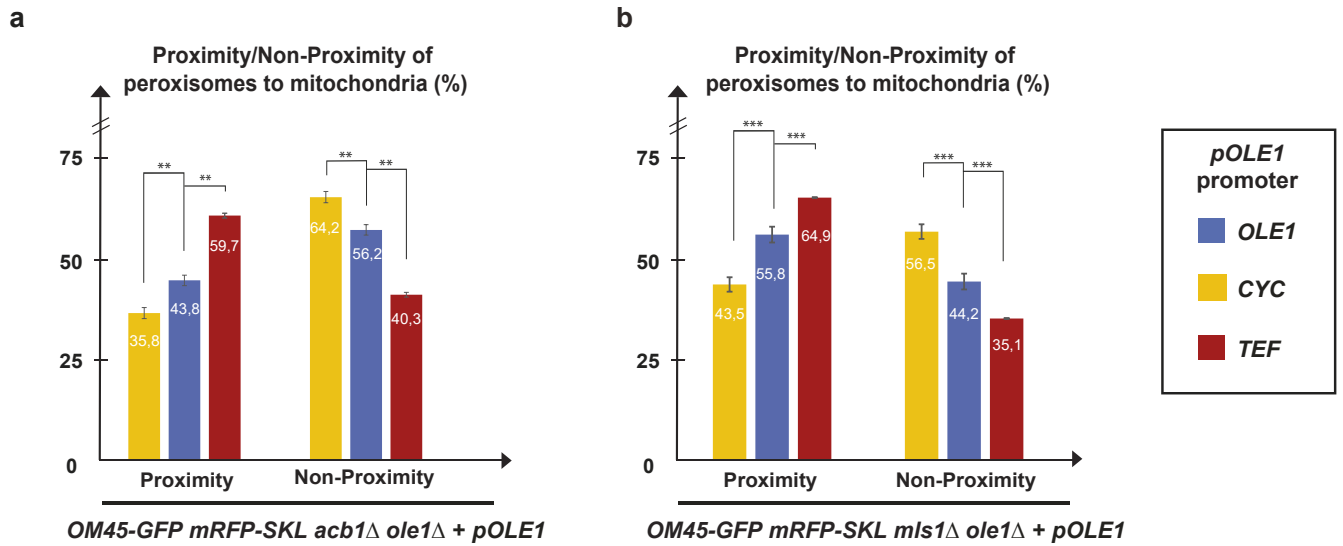 a
Proximity/Non-Proximity of
peroxisomes to mitochondria (%)
75
50
25
0
**
**
**
**
35,8
43,8
59,7
64,2
56,2
40,3
Proximity
Non-Proximity
OM45-GFP mRFP-SKL acb1Δ ole1Δ + pOLE1
b
Proximity/Non-Proximity of
peroxisomes to mitochondria (%)
75
50
25
0
***
***
***
***
43,5
55,8
64,9
56,5
44,2
35,1
Proximity
Non-Proximity
OM45-GFP mRFP-SKL mls1Δ ole1Δ + pOLE1
pOLE1
promoter
OLE1
CYC
TEF